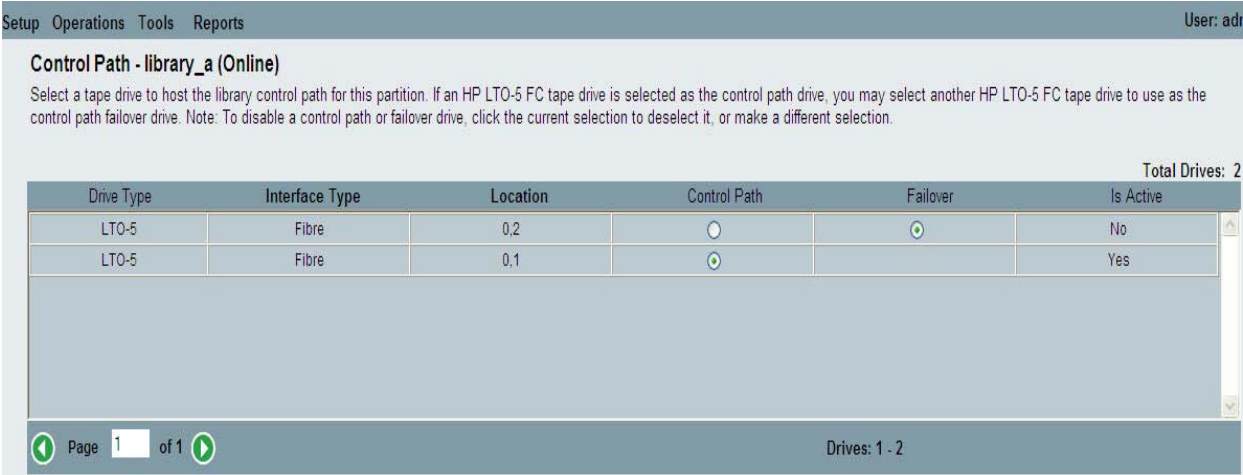 Setup Operations Tools Reports User: adr
Control Path - library_a (Online)
Select a tape drive to host the library control path for this partition. If an HP LTO-5 FC tape drive is selected as the control path drive, you may select another HP LTO-5 FC tape drive to use as the
control path failover drive. Note: To disable a control path or failover drive, click the current selection to deselect it, or make a different selection.
Total Drives: 2
Drive Type Interface Type Location Control Path Failover Is Active
LTO-5 Fibre 0,2 No
LTO-5 Fibre 0,1 Yes
Page 1 of 1 Drives: 1 - 2